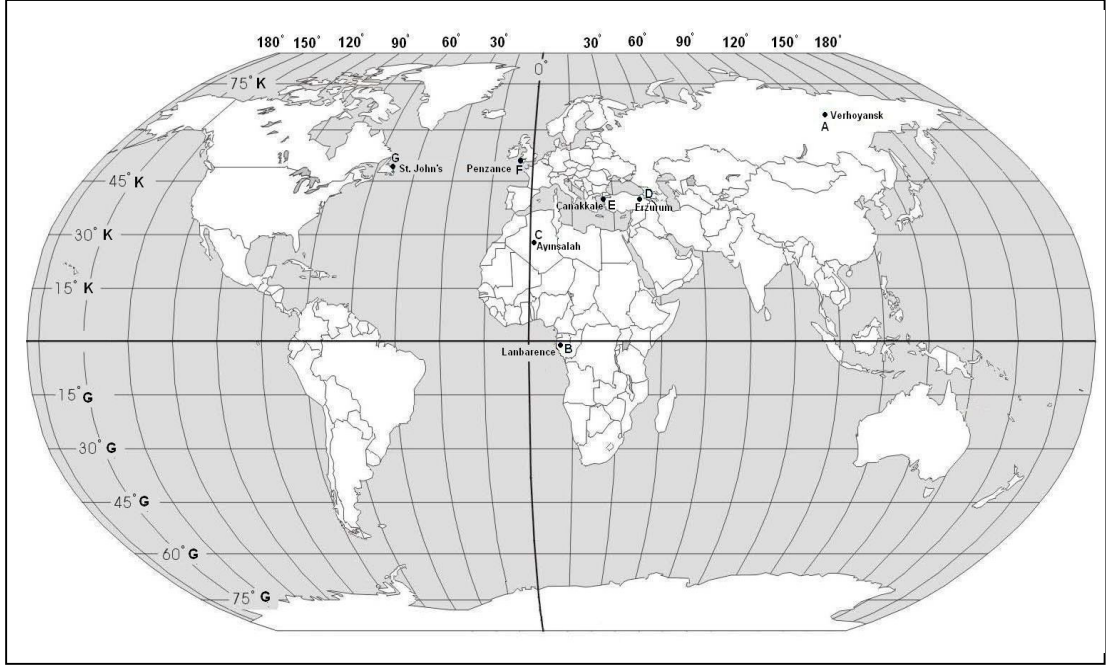 180° 150° 120° 90° 60° 30° 30° 60° 90° 120° 150° 180°
0°
75° K
Verhoyansk
A
G
St. John's
Penzance
F
45° K
D
Çanakkale E
Erzurum
30° K
C
Ayınsalah
15° K
Lanbarence B
15° G
30° G
45° G
60° G
75° G